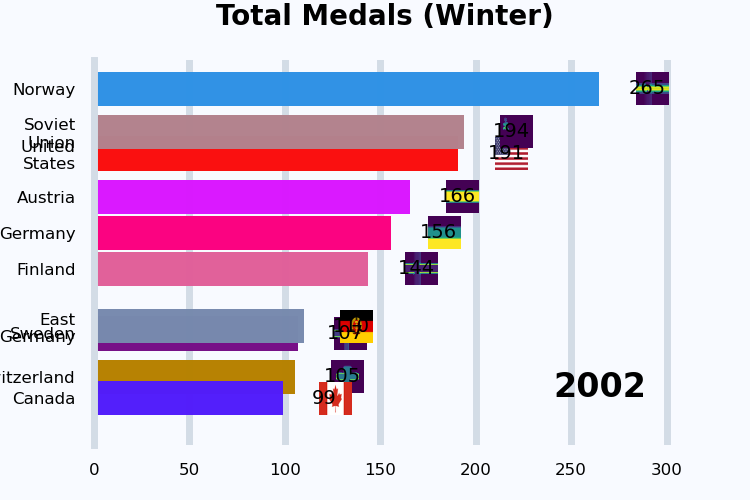 Total Medals (Winter)
Norway 265
Soviet
Union 194
United
States 191
Austria 166
Germany 156
Finland 144
East
Germany
Sweden 107
itzerland 105
Canada 99
2002
0 50 100 150 200 250 300